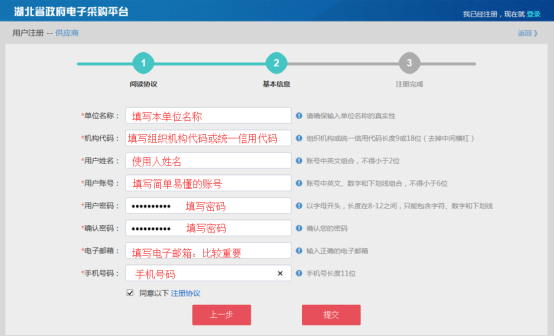 湖北省政府电子采购平台
我已经注册，现在就 登录
用户注册 -- 供应商 返回 》
1 2 3
阅读协议 基本信息 注册完成
*单位名称： 填写本单位名称 请确保输入单位名称的真实性
*机构代码： 填写组织机构代码或统一信用代码 组织机构或统一信用代码长度9或18位（去掉中间横杠）
*用户姓名： 使用人姓名 账号中英文组合，不得小于2位
*用户账号： 填写简单易懂的账号 账号中英文、数字和下划线组合，不得小于6位
*用户密码： •••••••••• 填写密码 以字母开头，长度在8-12之间，只能包含字符、数字和下划线
*确认密码： •••••••••• 填写密码 确认您的密码
*电子邮箱： 填写电子邮箱：比较重要 输入正确的电子邮箱
*手机号码： 手机号码 × 手机号长度11位
同意以下 注册协议
上一步 提交